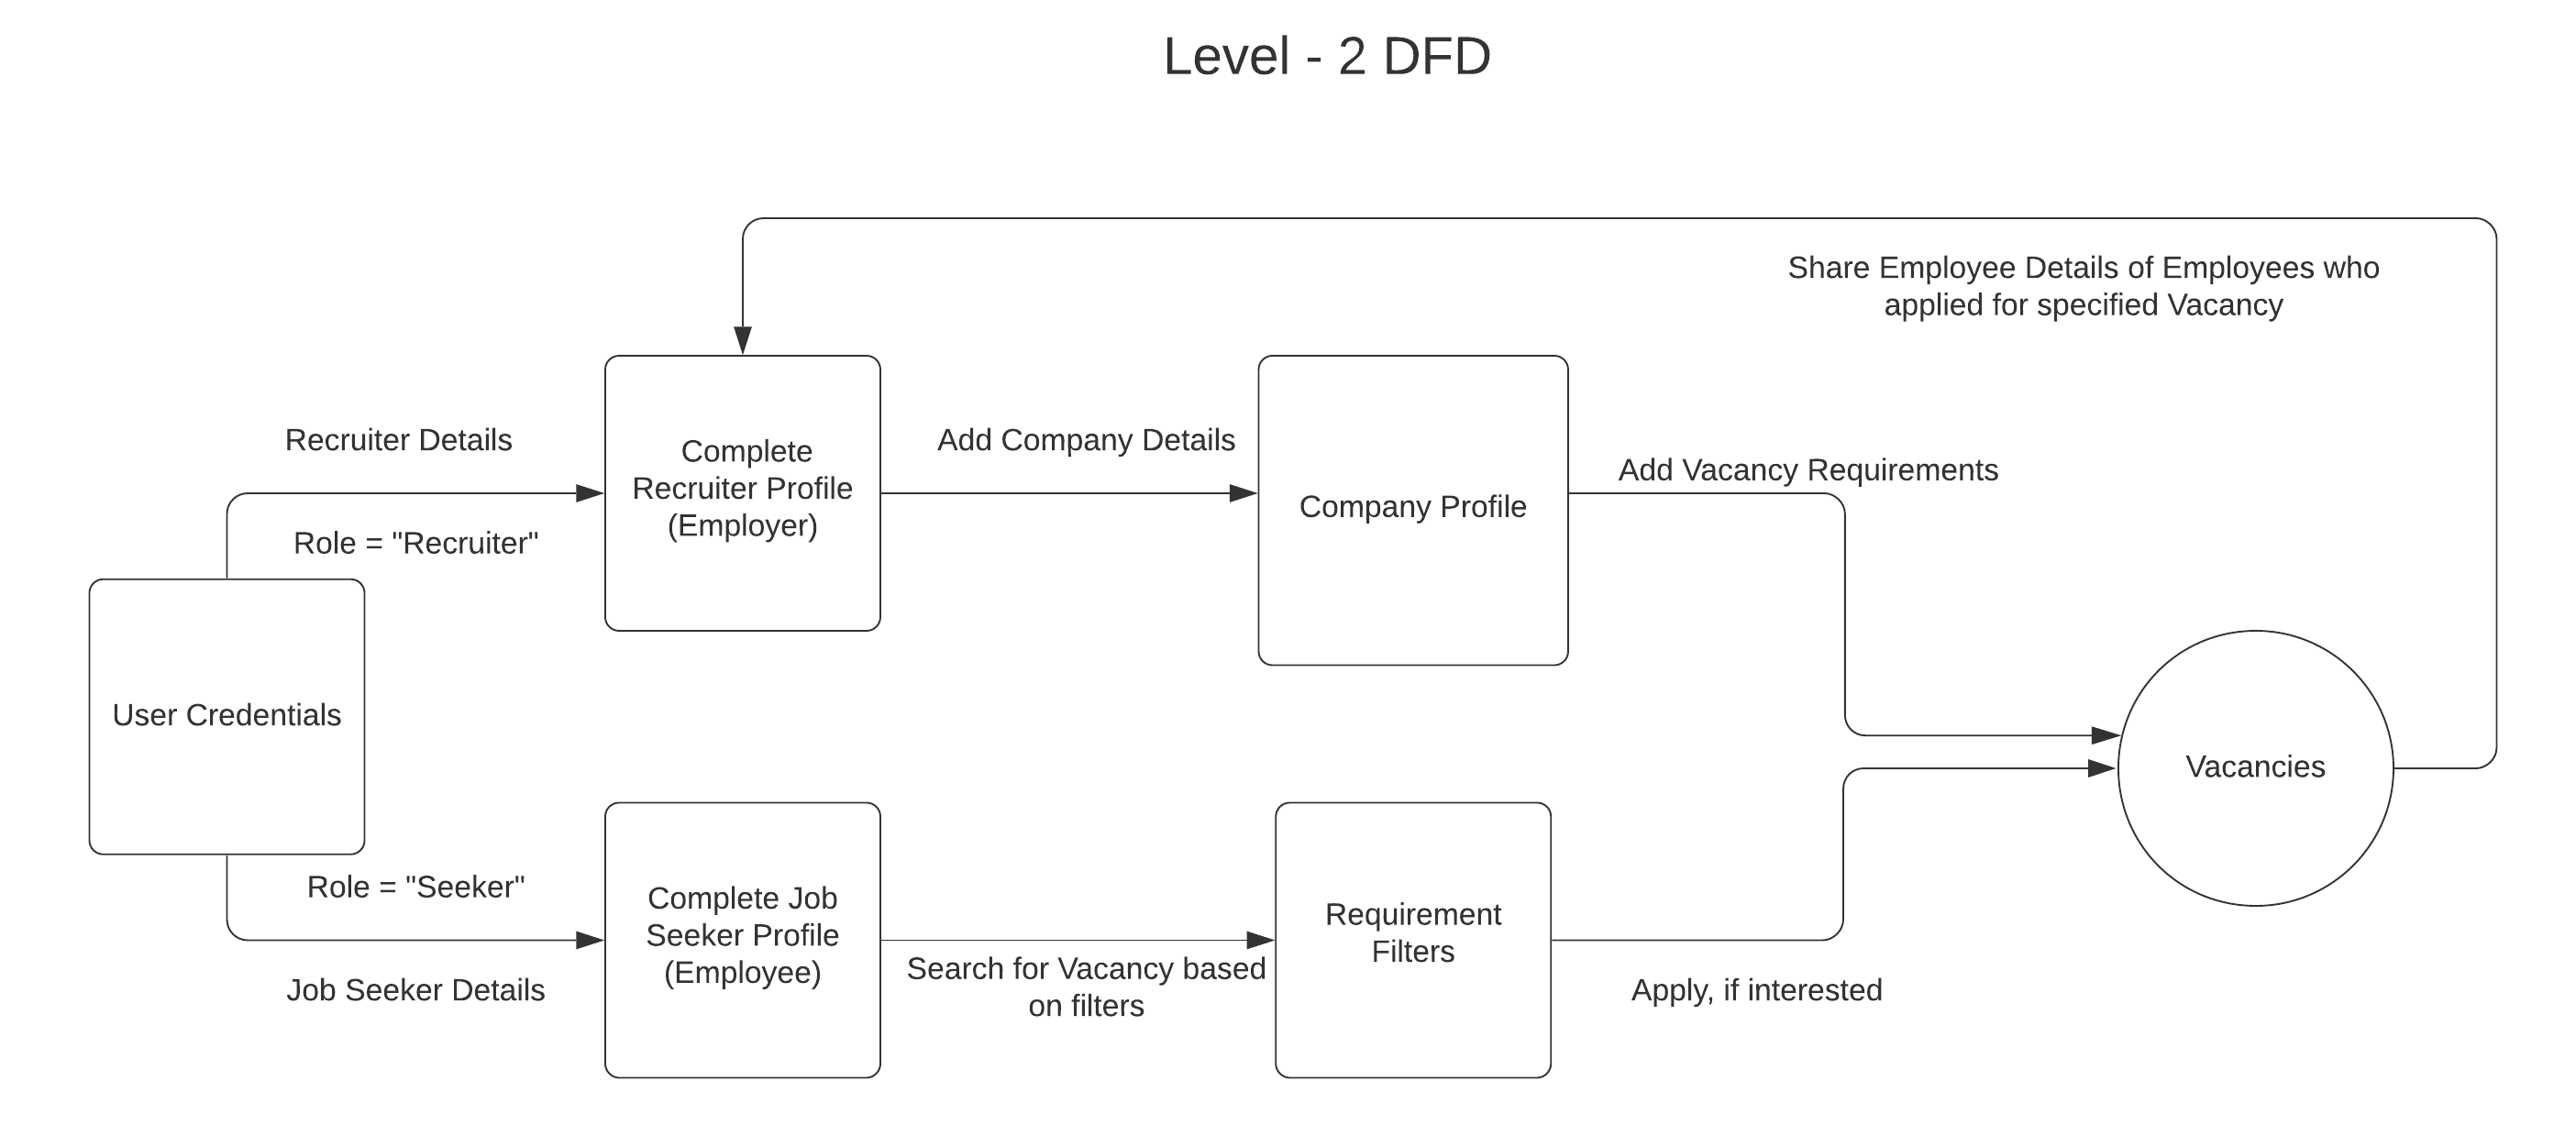 Level - 2 DFD
Share Employee Details of Employees who
applied for specified Vacancy
Recruiter Details
Role = "Recruiter"
Complete
Recruiter Profile
(Employer)
Add Company Details
Company Profile
Add Vacancy Requirements
User Credentials
Vacancies
Role = "Seeker"
Job Seeker Details
Complete Job
Seeker Profile
(Employee)
Search for Vacancy based
on filters
Requirement
Filters
Apply, if interested